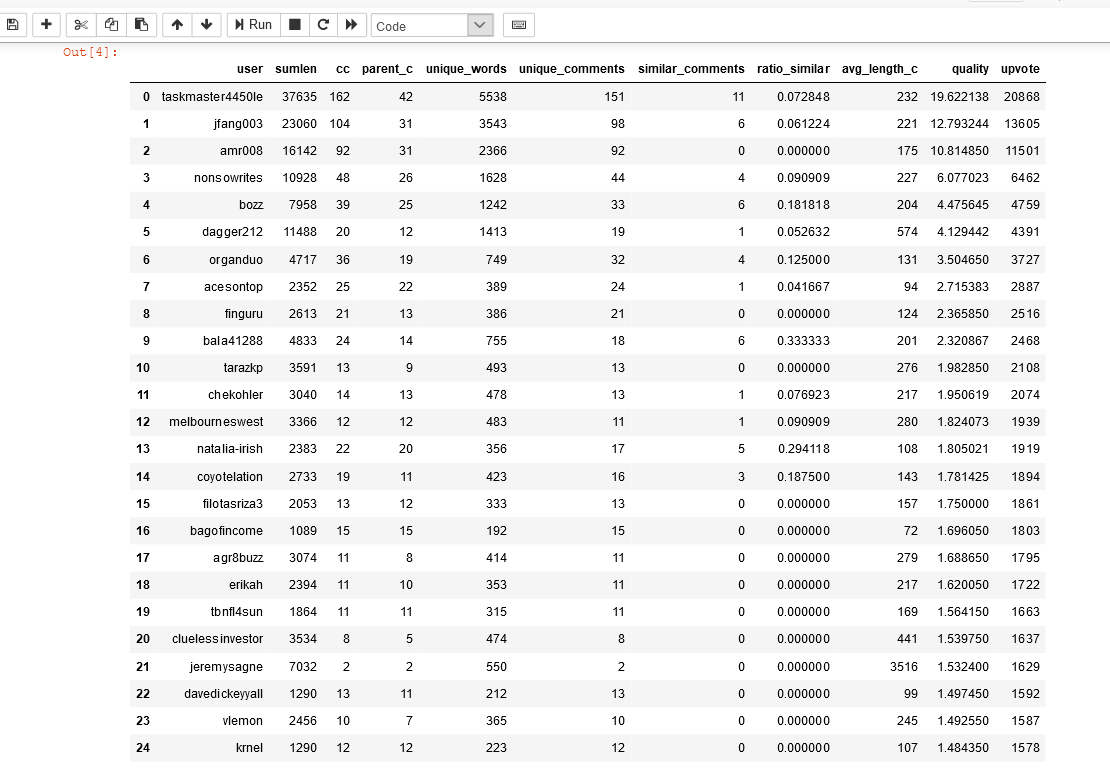 Run Code
Out[4]:
user sumlen cc parent_c unique_words unique_comments similar_comments ratio_similar avg_length_c quality upvote
0 taskmaster4450le 37635 162 42 5538 151 11 0.072848 232 19.622138 20868
1 jfang003 23060 104 31 3543 98 6 0.061224 221 12.793244 13605
2 amr008 16142 92 31 2366 92 0 0.000000 175 10.814850 11501
3 nonsowrites 10928 48 26 1628 44 4 0.090909 227 6.077023 6462
4 bozz 7958 39 25 1242 33 6 0.181818 204 4.475645 4759
5 dagger212 11488 20 12 1413 19 1 0.052632 574 4.129442 4391
6 organduo 4717 36 19 749 32 4 0.125000 131 3.504650 3727
7 acesontop 2352 25 22 389 24 1 0.041667 94 2.715383 2887
8 finguru 2613 21 13 386 21 0 0.000000 124 2.365850 2516
9 bala41288 4833 24 14 755 18 6 0.333333 201 2.320867 2468
10 tarazkp 3591 13 9 493 13 0 0.000000 276 1.982850 2108
11 chekohler 3040 14 13 478 13 1 0.076923 217 1.950619 2074
12 melbourneswest 3366 12 12 483 11 1 0.090909 280 1.824073 1939
13 natalia-irish 2383 22 20 356 17 5 0.294118 108 1.805021 1919
14 coyotelation 2733 19 11 423 16 3 0.187500 143 1.781425 1894
15 filotasriza3 2053 13 12 333 13 0 0.000000 157 1.750000 1861
16 bagofincome 1089 15 15 192 15 0 0.000000 72 1.696050 1803
17 agr8buzz 3074 11 8 414 11 0 0.000000 279 1.688650 1795
18 erikah 2394 11 10 353 11 0 0.000000 217 1.620050 1722
19 tbnfl4sun 1864 11 11 315 11 0 0.000000 169 1.564150 1663
20 cluelessinvestor 3534 8 5 474 8 0 0.000000 441 1.539750 1637
21 jeremysagne 7032 2 2 550 2 0 0.000000 3516 1.532400 1629
22 davedickeyyall 1290 13 11 212 13 0 0.000000 99 1.497450 1592
23 vlemon 2456 10 7 365 10 0 0.000000 245 1.492550 1587
24 krnel 1290 12 12 223 12 0 0.000000 107 1.484350 1578